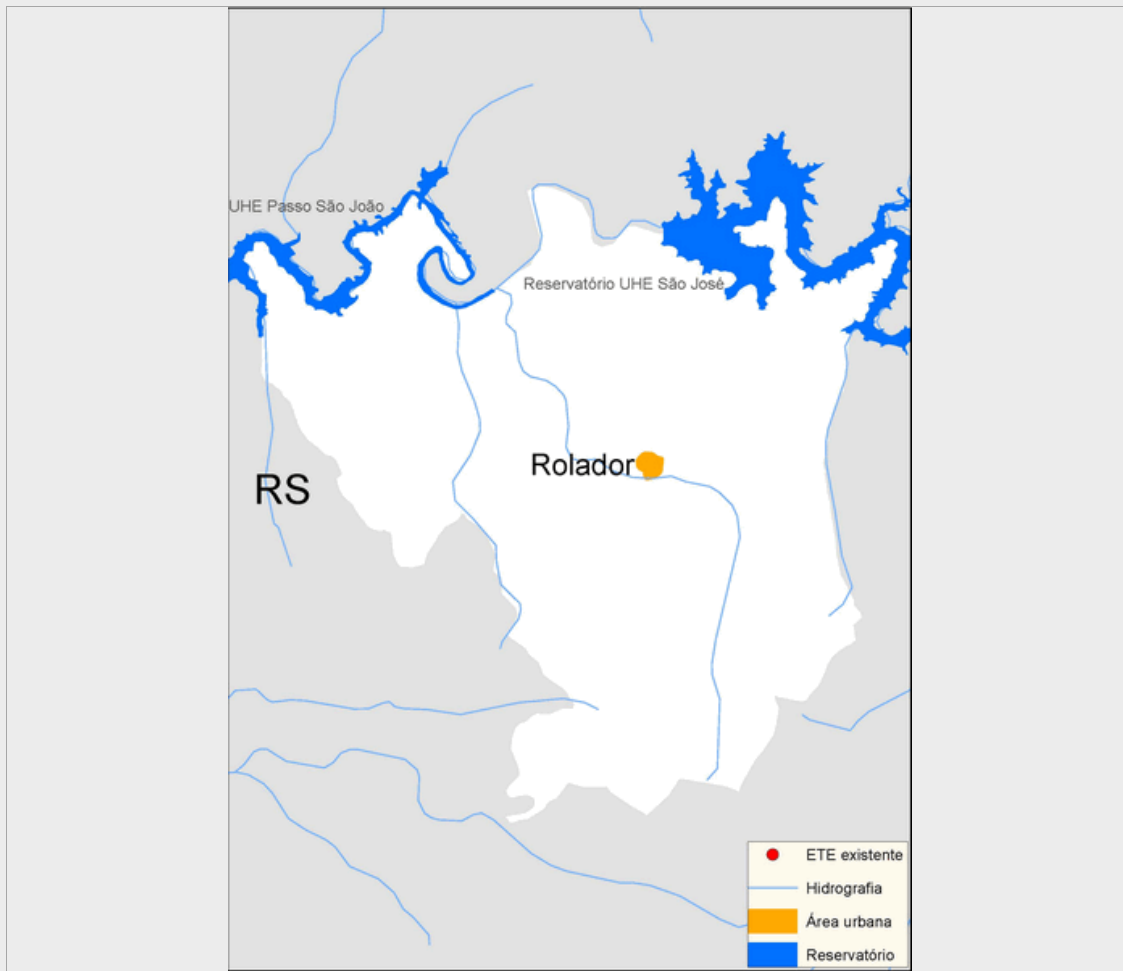 UHE Passo São João
Reservatório UHE São José
Rolador
RS
ETE existente
Hidrografia
Área urbana
Reservatório